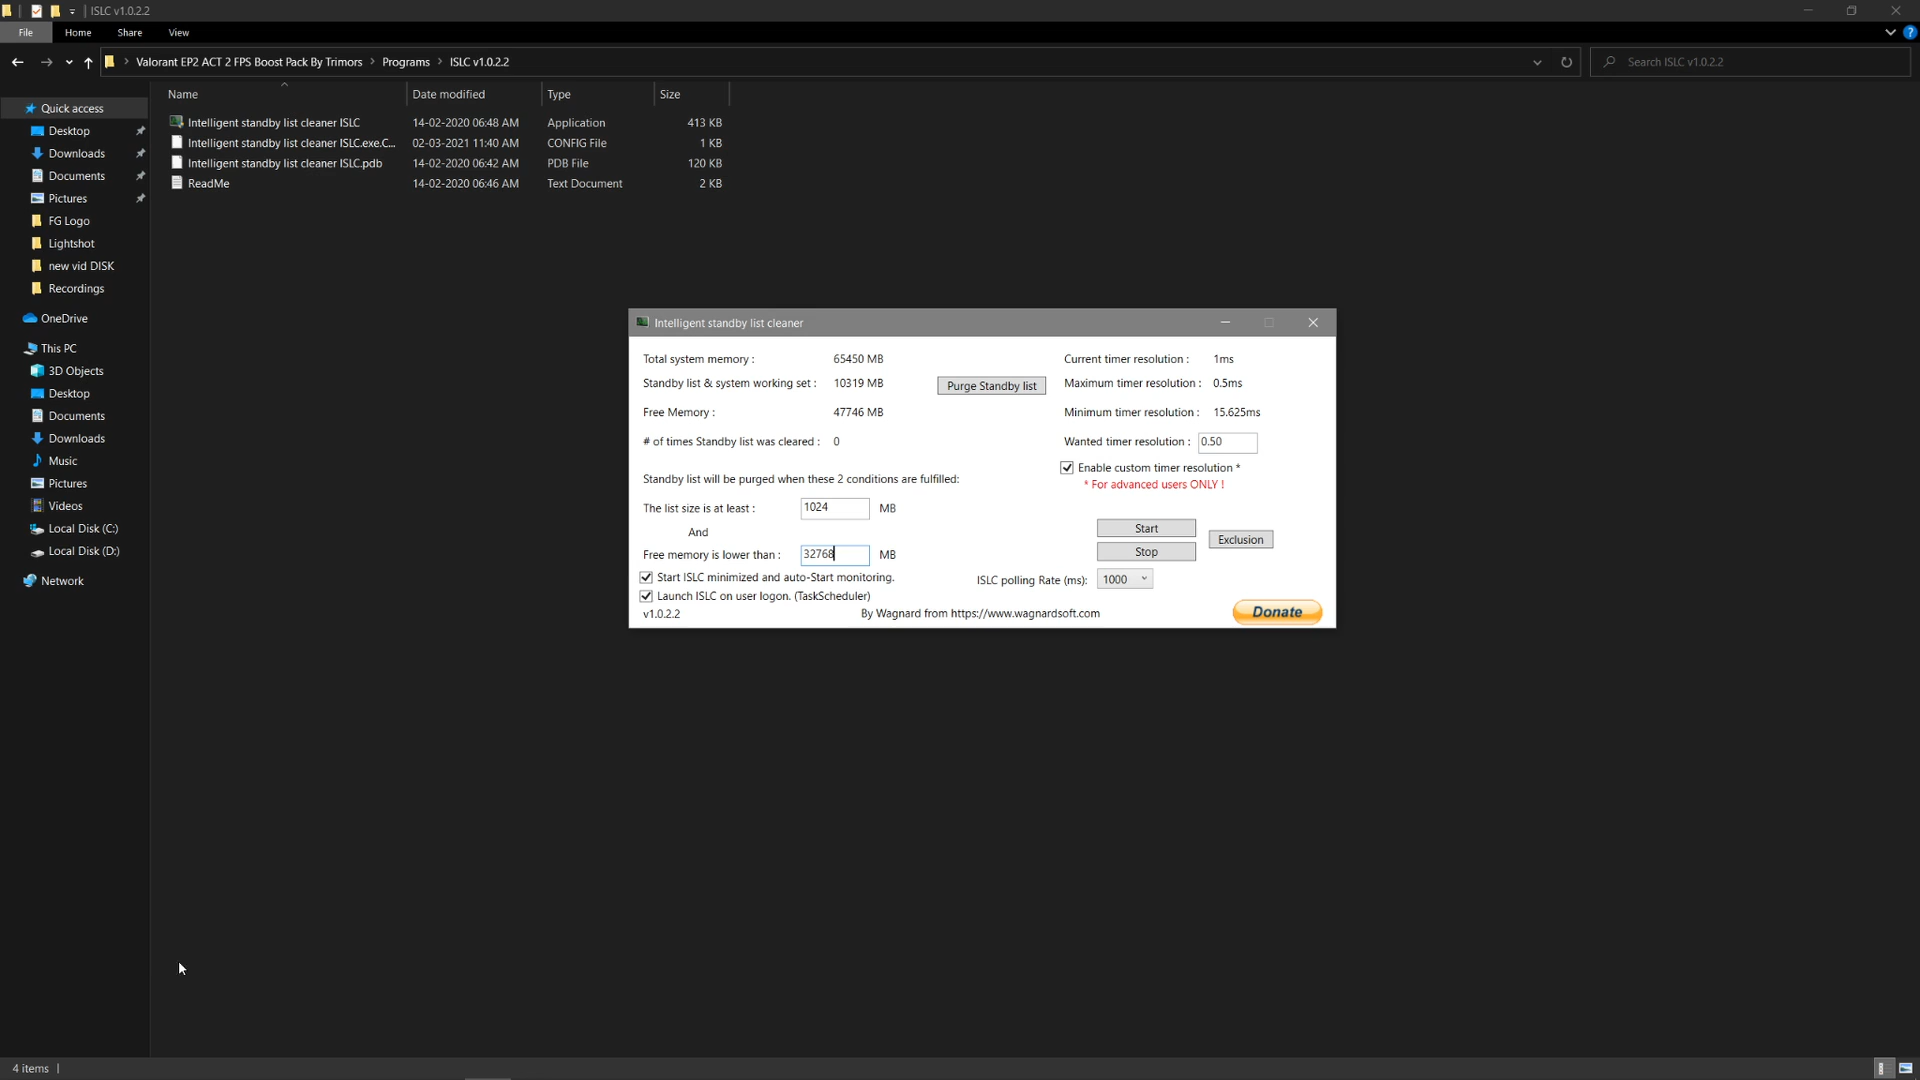 ISLC v1.0.2.2
File Home Share View
Valorant EP2 ACT 2 FPS Boost Pack By Trimors > Programs > ISLC v1.0.2.2
Search ISLC v1.0.2.2
Name Date modified Type Size
Intelligent standby list cleaner ISLC 14-02-2020 06:48 AM Application 413 KB
Intelligent standby list cleaner ISLC.exe.C... 02-03-2021 11:40 AM CONFIG File 1 KB
Intelligent standby list cleaner ISLC.pdb 14-02-2020 06:42 AM PDB File 120 KB
ReadMe 14-02-2020 06:46 AM Text Document 2 KB
Quick access
Desktop
Downloads
Documents
Pictures
FG Logo
Lightshot
new vid DISK
Recordings
OneDrive
This PC
3D Objects
Desktop
Documents
Downloads
Music
Pictures
Videos
Local Disk (C:)
Local Disk (D:)
Network
Intelligent standby list cleaner
Total system memory : 65450 MB
Standby list & system working set : 10319 MB
Purge Standby list
Free Memory : 47746 MB
# of times Standby list was cleared : 0
Standby list will be purged when these 2 conditions are fulfilled:
The list size is at least : 1024 MB
And
Free memory is lower than : 32768 MB
Start ISLC minimized and auto-Start monitoring.
Launch ISLC on user logon. (TaskScheduler)
v1.0.2.2
By Wagnard from https://www.wagnardsoft.com
Current timer resolution : 1ms
Maximum timer resolution : 0.5ms
Minimum timer resolution : 15.625ms
Wanted timer resolution : 0.50
Enable custom timer resolution *
* For advanced users ONLY !
Start
Stop
Exclusion
ISLC polling Rate (ms): 1000
Donate
4 items